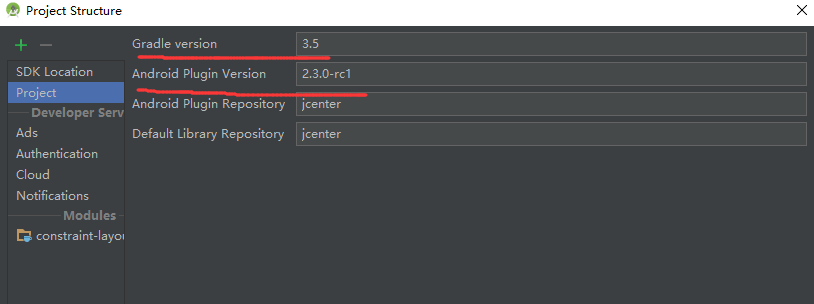 Project Structure
Gradle version 3.5
SDK Location
Android Plugin Version 2.3.0-rc1
Project
Android Plugin Repository jcenter
Developer Serv
Ads
Default Library Repository jcenter
Authentication
Cloud
Notifications
Modules
constraint-layou